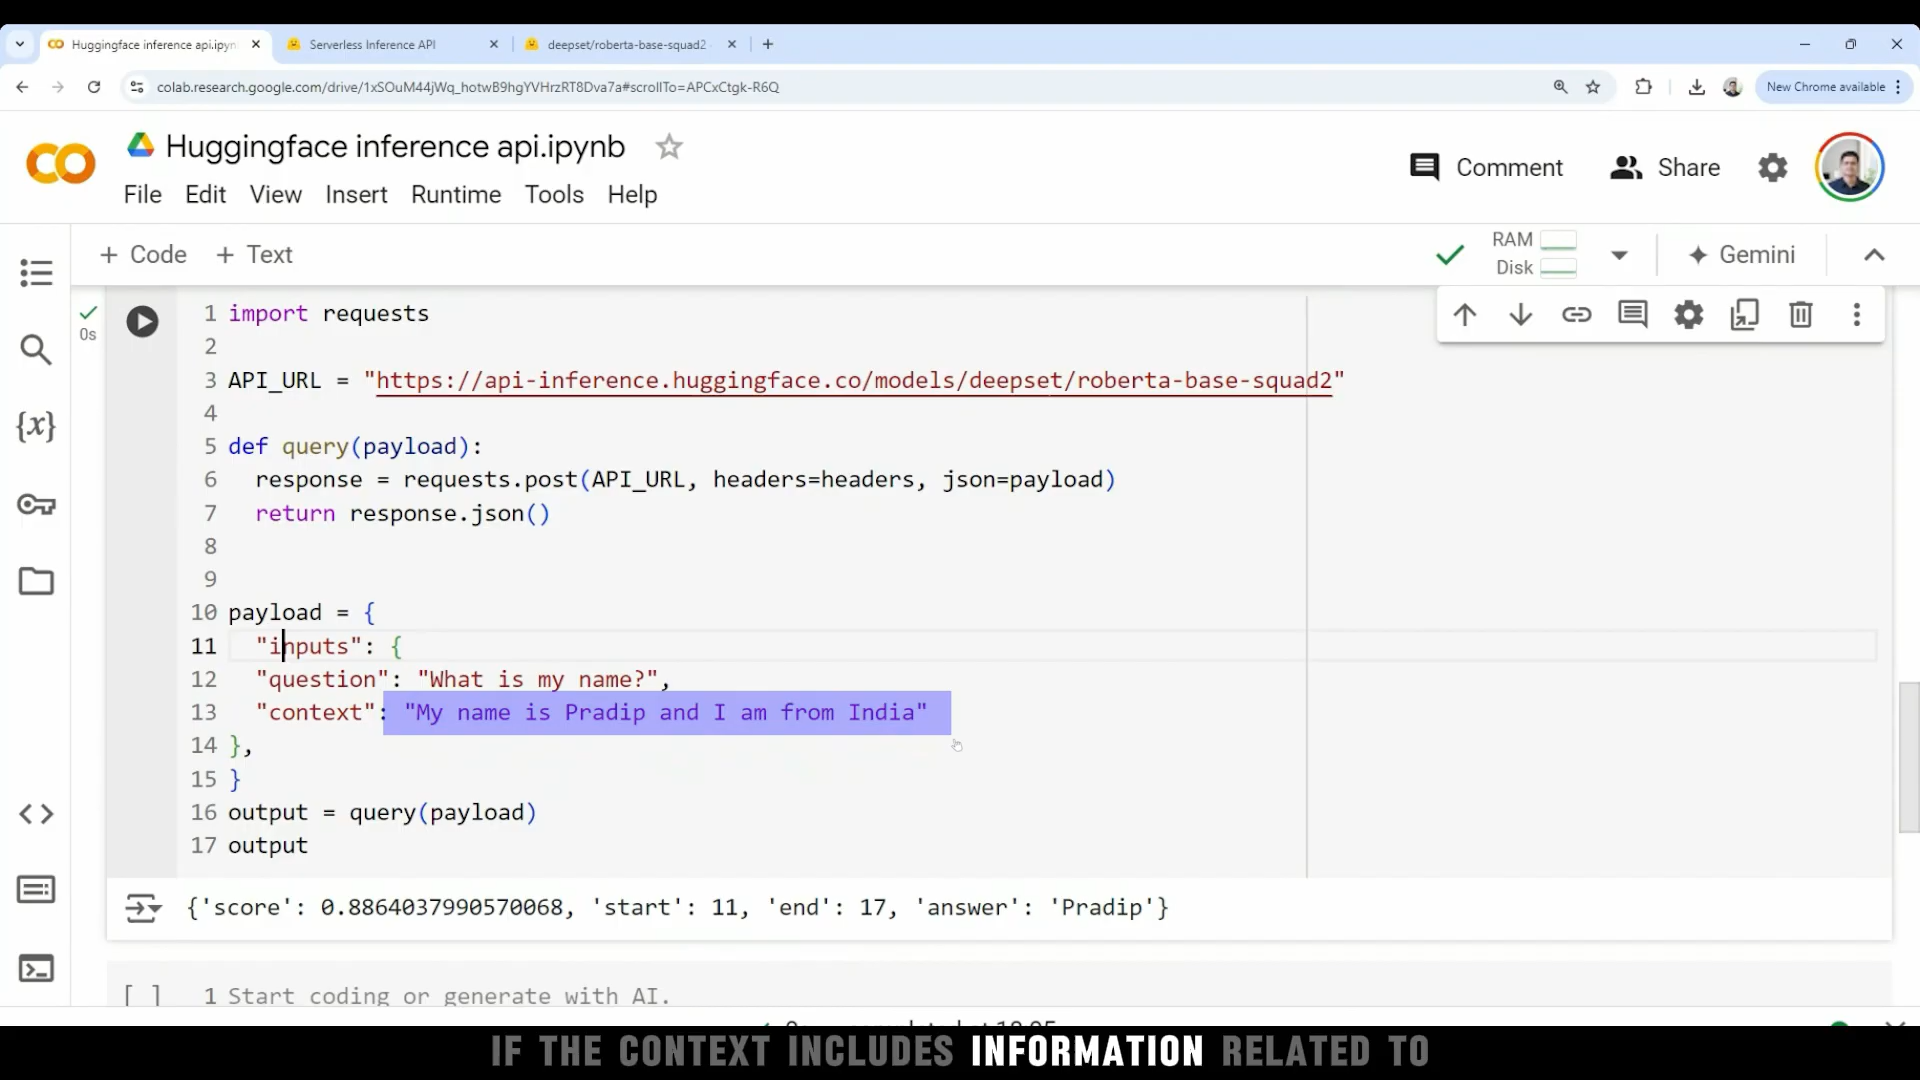 Huggingface inference api.ipyn
Serverless Inference API
deepset/roberta-base-squad2
colab.research.google.com/drive/1xSOuM44jWq_hotwB9hgYVHrzRT8Dva7a#scrollTo=APCxCtgk-R6Q
New Chrome available
CO
Huggingface inference api.ipynb
Comment
Share
File Edit View Insert Runtime Tools Help
+ Code + Text
RAM
Disk
Gemini
0s
1 import requests
2
3 API_URL = "https://api-inference.huggingface.co/models/deepset/roberta-base-squad2"
4
5 def query(payload):
6 response = requests.post(API_URL, headers=headers, json=payload)
7 return response.json()
8
9
10 payload = {
11 "inputs": {
12 "question": "What is my name?",
13 "context": "My name is Pradip and I am from India"
14 },
15 }
16 output = query(payload)
17 output
{'score': 0.8864037990570068, 'start': 11, 'end': 17, 'answer': 'Pradip'}
[ ] 1 Start coding or generate with AI.
IF THE CONTEXT INCLUDES INFORMATION RELATED TO